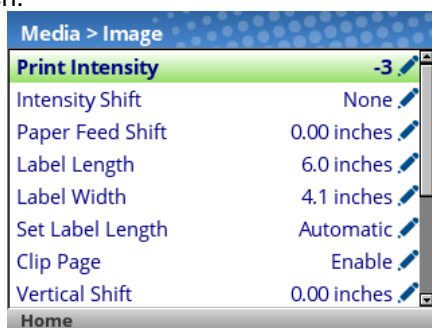 Media > Image
Print Intensity -3
Intensity Shift None
Paper Feed Shift 0.00 inches
Label Length 6.0 inches
Label Width 4.1 inches
Set Label Length Automatic
Clip Page Enable
Vertical Shift 0.00 inches
Home